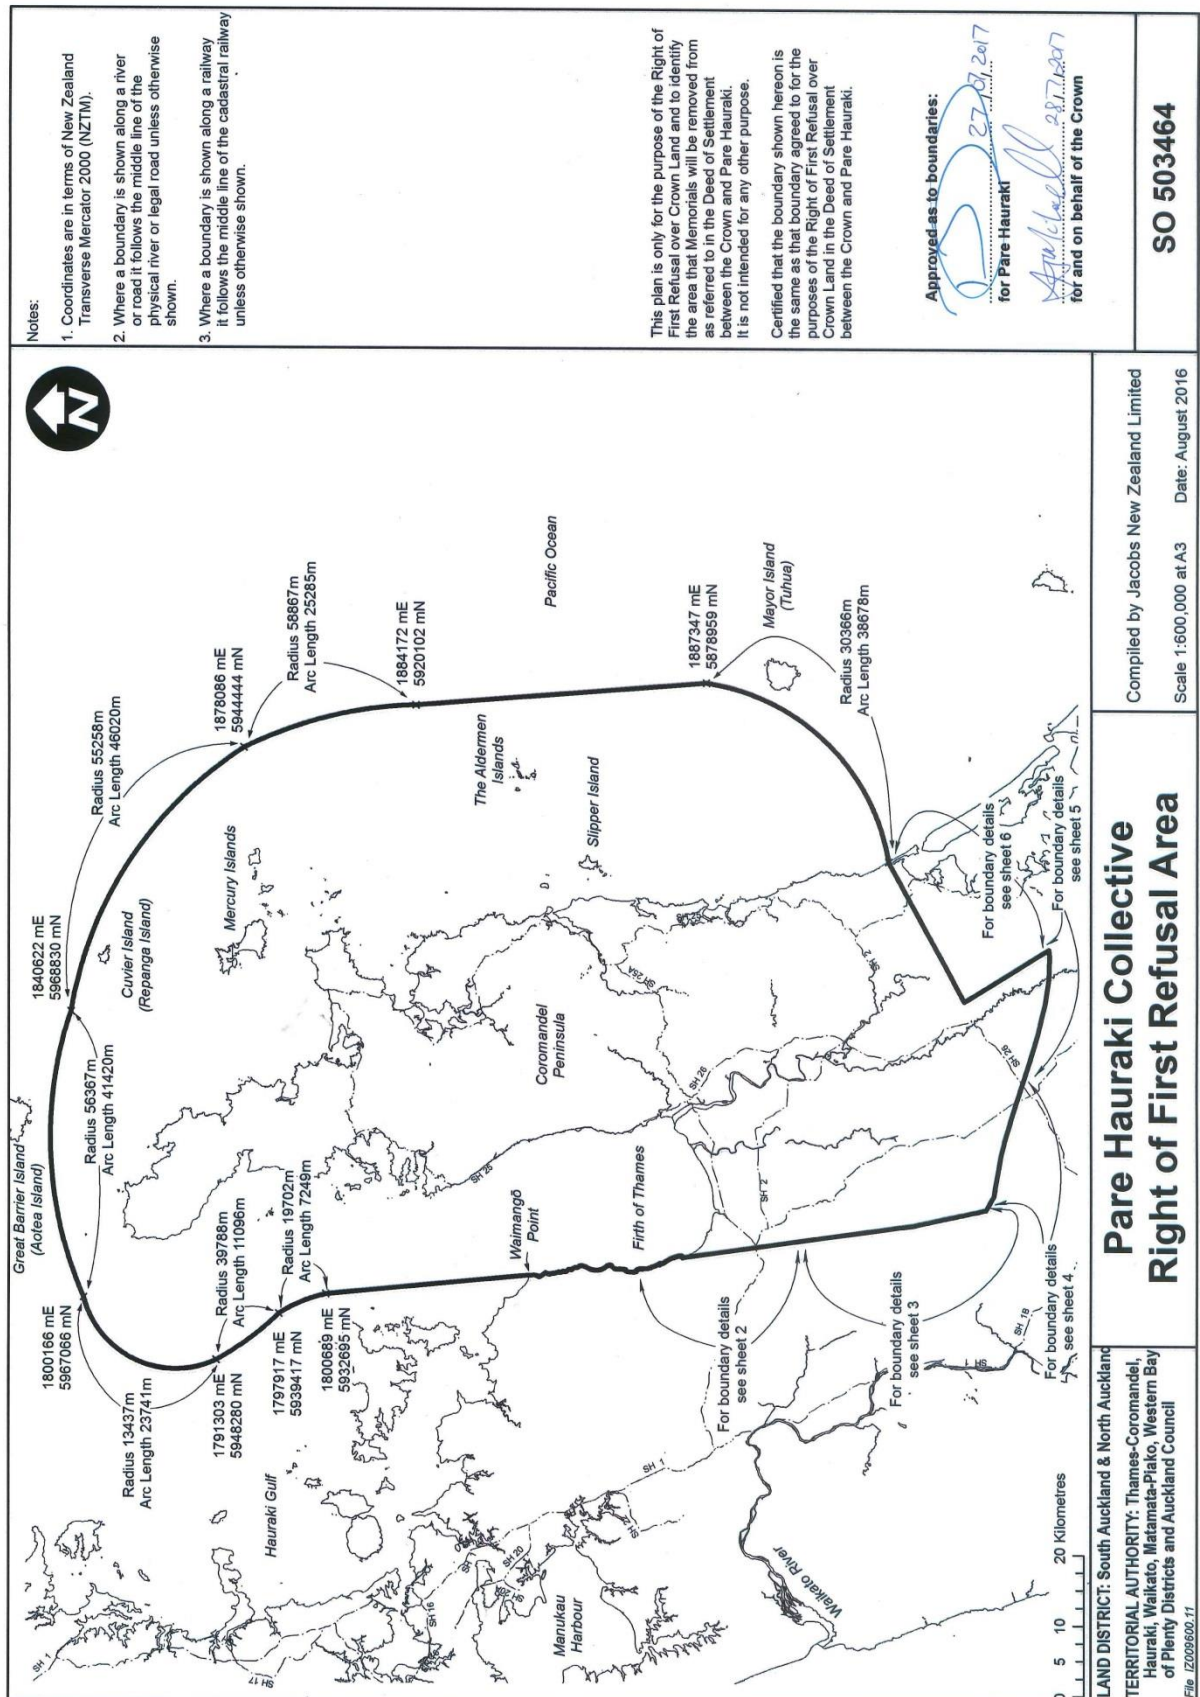 Great Barrier Island
(Aotea Island)
1840622 mE
5968830 mN
Radius 55258m
Arc Length 46020m
1800166 mE
5967066 mN
Radius 56367m
Arc Length 41420m
Cuvier Island
(Repanga Island)
1878086 mE
5944444 mN
Radius 13437m
Arc Length 23741m
Radius 39788m
Arc Length 11096m
Mercury Islands
Radius 58867m
Arc Length 25285m
1791303 mE
5948280 mN
Radius 19702m
Arc Length 7249m
1797917 mE
5939417 mN
1800689 mE
5932695 mN
1884172 mE
5920102 mN
Hauraki Gulf
The Aldermen
Islands
Pacific Ocean
Waimangō
Point
Coromandel
Peninsula
Slipper Island
Firth of Thames
1887347 mE
5878959 mN
Mayor Island
(Tuhua)
Radius 30366m
Arc Length 38678m
Manukau
Harbour
Waikato River
SH 1
SH 17
SH 16
SH 20
SH 1
SH 25
SH 25A
SH 26
SH 2
SH 2
SH 26
SH 18
For boundary details
see sheet 2
For boundary details
see sheet 3
For boundary details
see sheet 4
For boundary details
see sheet 6
For boundary details
see sheet 5
0 5 10 20 Kilometres
Notes:
1. Coordinates are in terms of New Zealand
Transverse Mercator 2000 (NZTM).
2. Where a boundary is shown along a river
or road it follows the middle line of the
physical river or legal road unless otherwise
shown.
3. Where a boundary is shown along a railway
it follows the middle line of the cadastral railway
unless otherwise shown.
This plan is only for the purpose of the Right of
First Refusal over Crown Land and to identify
the area that Memorials will be removed from
as referred to in the Deed of Settlement
between the Crown and Pare Hauraki.
It is not intended for any other purpose.
Certified that the boundary shown hereon is
the same as that boundary agreed to for the
purposes of the Right of First Refusal over
Crown Land in the Deed of Settlement
between the Crown and Pare Hauraki.
Approved as to boundaries:
27/07/2017
for Pare Hauraki
28/7/2017
for and on behalf of the Crown
LAND DISTRICT: South Auckland & North Auckland
TERRITORIAL AUTHORITY: Thames-Coromandel,
Hauraki, Waikato, Matamata-Piako, Western Bay
of Plenty Districts and Auckland Council
File IZ009600.11
Pare Hauraki Collective
Right of First Refusal Area
Compiled by Jacobs New Zealand Limited
Scale 1:600,000 at A3 Date: August 2016
SO 503464
N